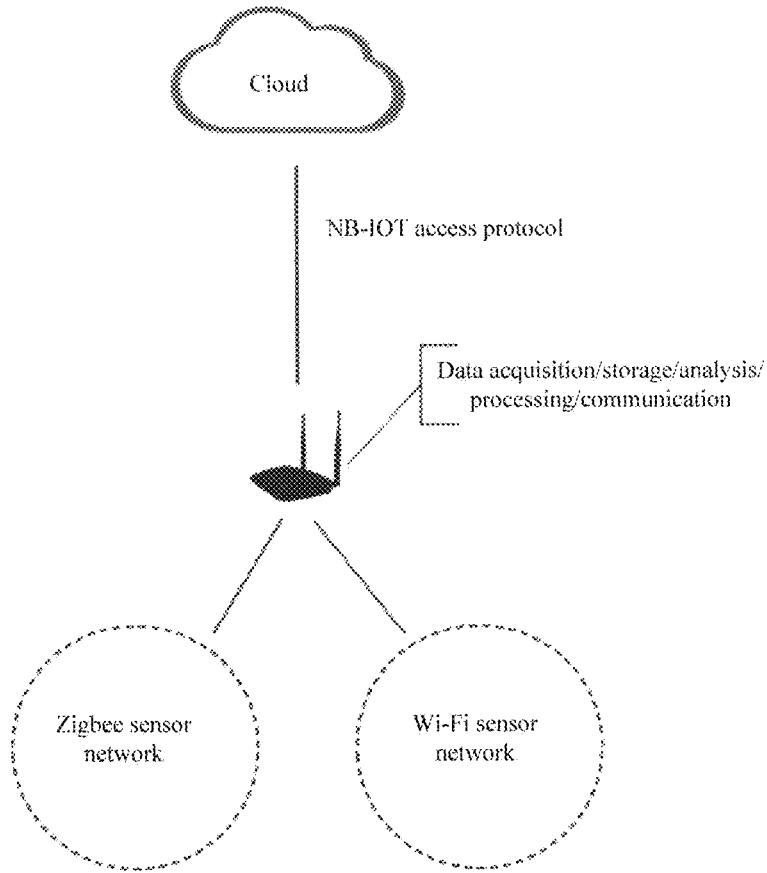 Cloud
NB-IOT access protocol
Data acquisition/storage/analysis/
processing/communication
Zigbee sensor
network
Wi-Fi sensor
network